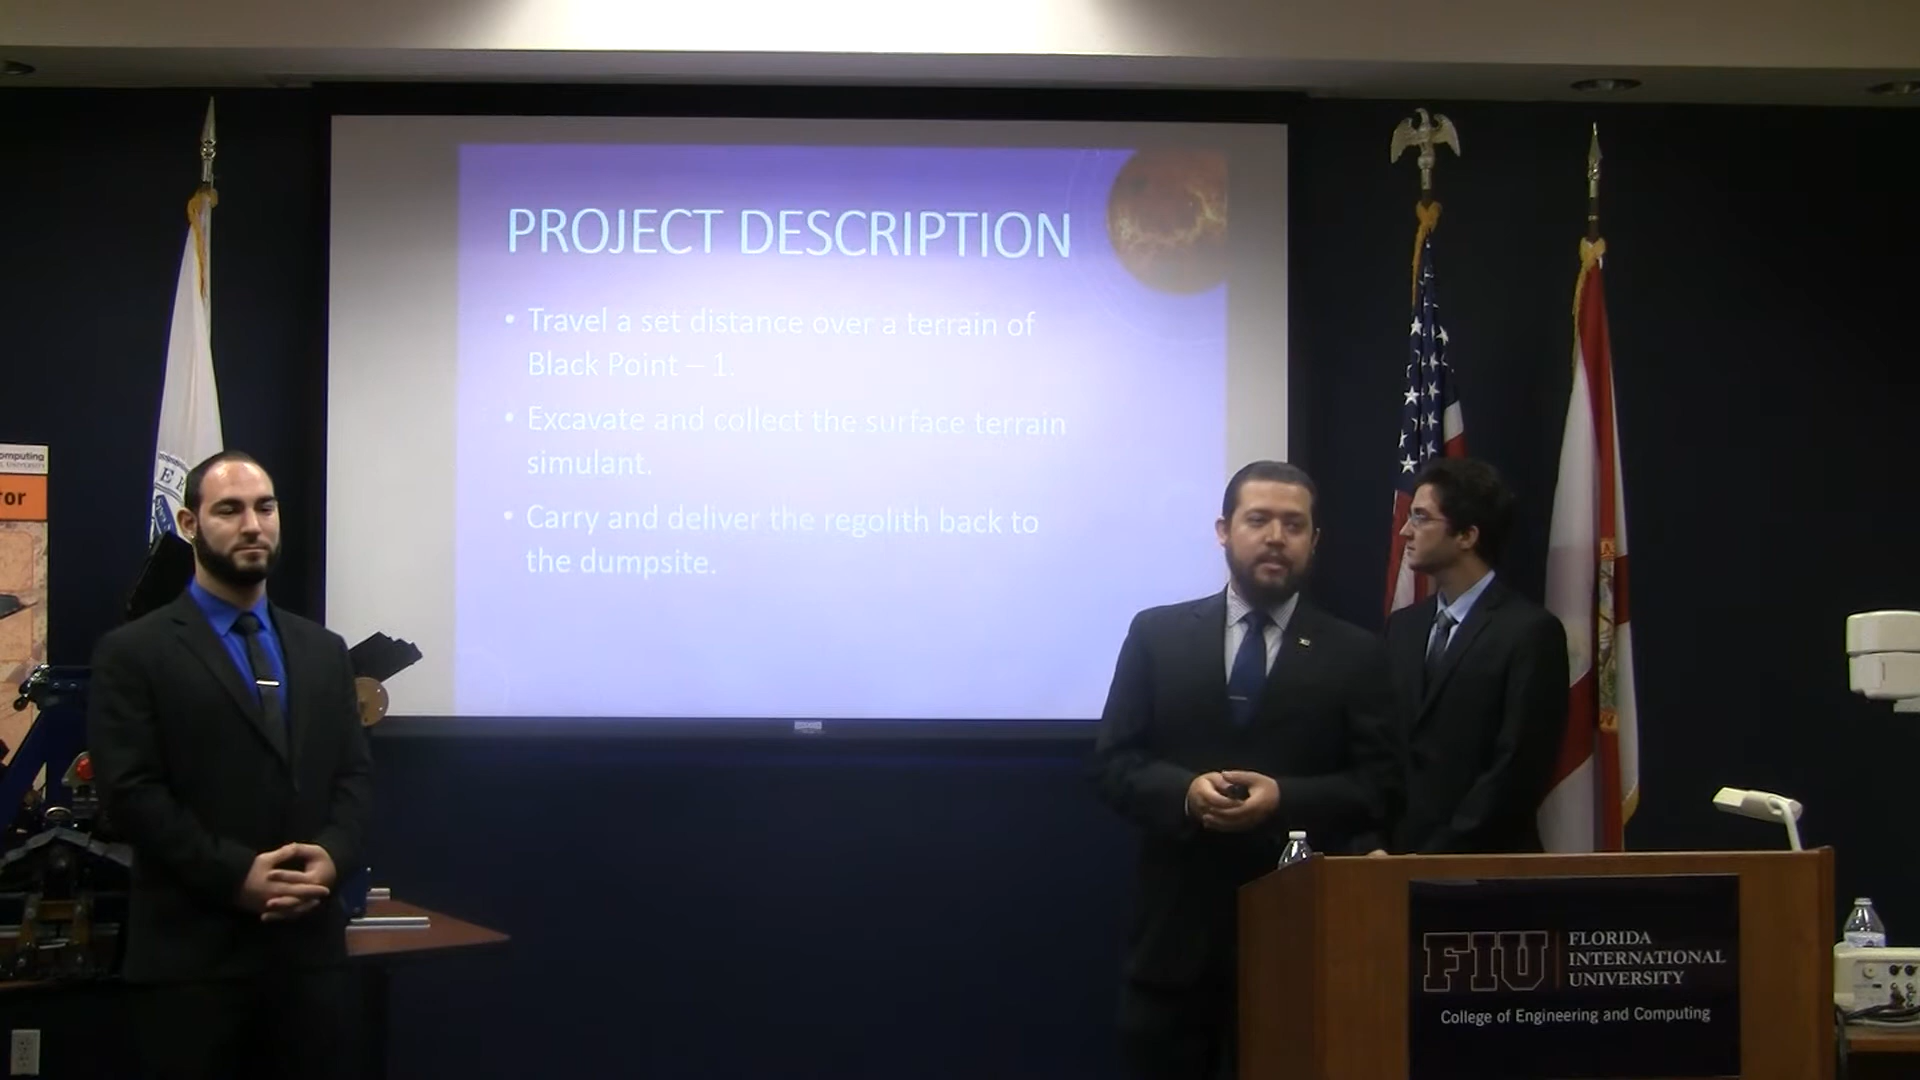 PROJECT DESCRIPTION
• Travel a set distance over a terrain of
Black Point – 1.
• Excavate and collect the surface terrain
simulant.
• Carry and deliver the regolith back to
the dumpsite.
FIU
FLORIDA
INTERNATIONAL
UNIVERSITY
College of Engineering and Computing